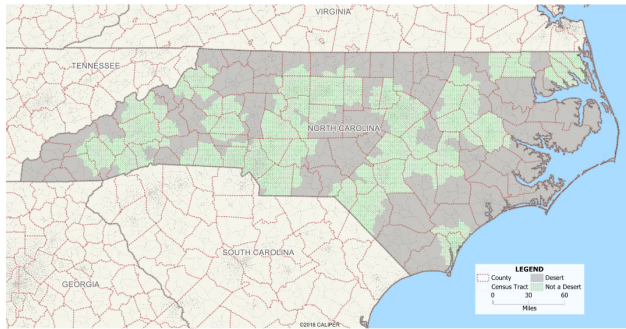 VIRGINIA
TENNESSEE
NORTH CAROLINA
SOUTH CAROLINA
GEORGIA
LEGEND
County Desert
Census Tract Not a Desert
0 30 60
Miles
©2018 CALIPER